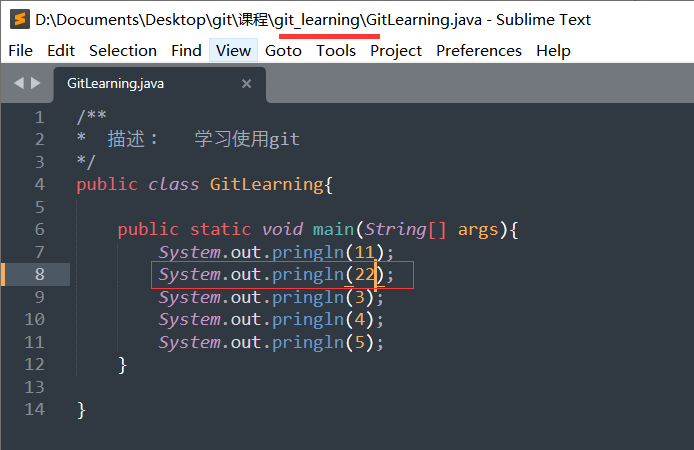 D:\Documents\Desktop\git\课程\git_learning\GitLearning.java - Sublime Text
File Edit Selection Find View Goto Tools Project Preferences Help
GitLearning.java ×
1 /**
2 * 描述： 学习使用git
3 */
4 public class GitLearning{
5
6 public static void main(String[] args){
7 System.out.pringln(11);
8 System.out.pringln(22);
9 System.out.pringln(3);
10 System.out.pringln(4);
11 System.out.pringln(5);
12 }
13
14 }